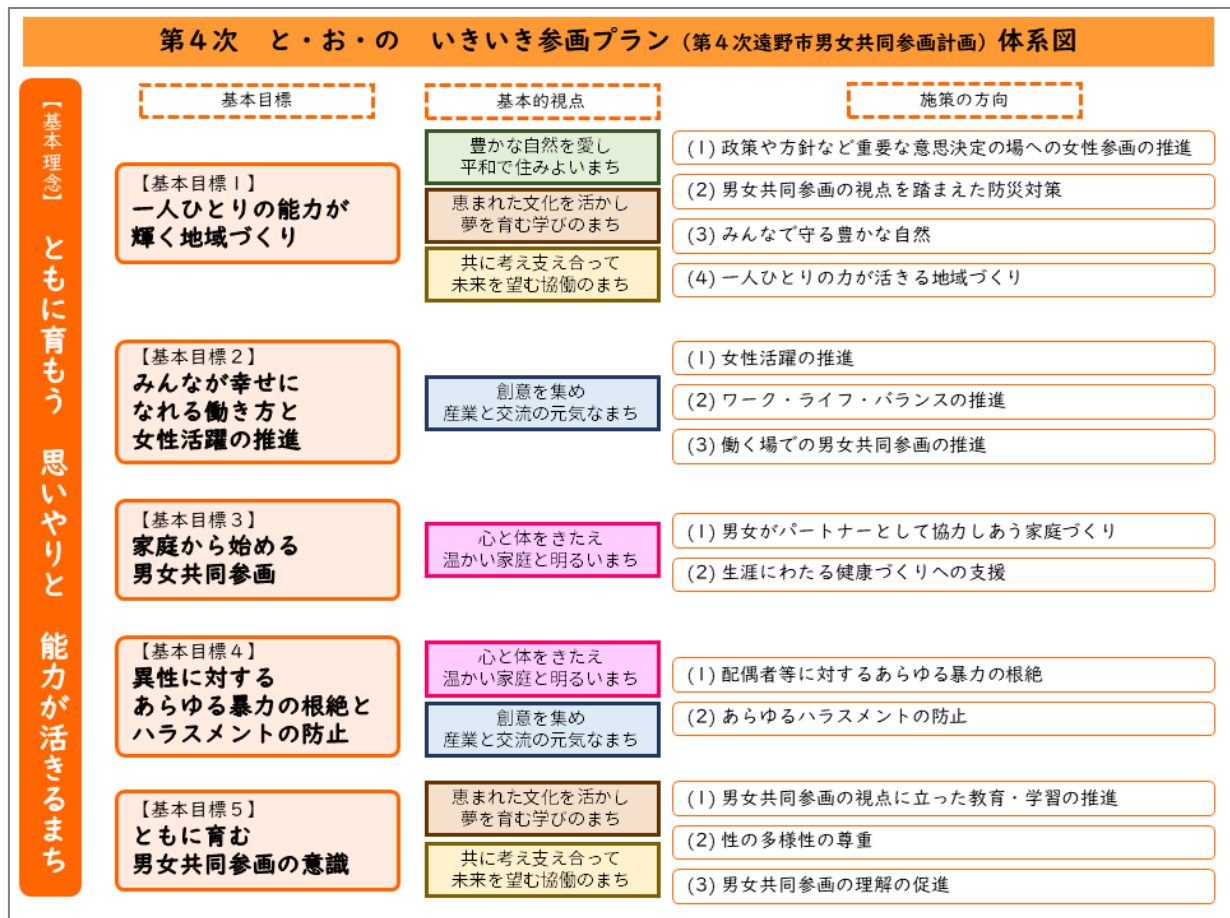 第4次　と・お・の　いきいき参画プラン（第4次遠野市男女共同参画計画）体系図
【基本理念】　ともに育もう　思いやりと　能力が活きるまち
基本目標
基本的視点
施策の方向
【基本目標1】
一人ひとりの能力が
輝く地域づくり
豊かな自然を愛し
平和で住みよいまち
恵まれた文化を活かし
夢を育む学びのまち
共に考え支え合って
未来を望む協働のまち
(1) 政策や方針など重要な意思決定の場への女性参画の推進
(2) 男女共同参画の視点を踏まえた防災対策
(3) みんなで守る豊かな自然
(4) 一人ひとりの力が活きる地域づくり
【基本目標2】
みんなが幸せに
なれる働き方と
女性活躍の推進
創意を集め
産業と交流の元気なまち
(1) 女性活躍の推進
(2) ワーク・ライフ・バランスの推進
(3) 働く場での男女共同参画の推進
【基本目標3】
家庭から始める
男女共同参画
心と体をきたえ
温かい家庭と明るいまち
(1) 男女がパートナーとして協力しあう家庭づくり
(2) 生涯にわたる健康づくりへの支援
【基本目標4】
異性に対する
あらゆる暴力の根絶と
ハラスメントの防止
心と体をきたえ
温かい家庭と明るいまち
創意を集め
産業と交流の元気なまち
(1) 配偶者等に対するあらゆる暴力の根絶
(2) あらゆるハラスメントの防止
【基本目標5】
ともに育む
男女共同参画の意識
恵まれた文化を活かし
夢を育む学びのまち
共に考え支え合って
未来を望む協働のまち
(1) 男女共同参画の視点に立った教育・学習の推進
(2) 性の多様性の尊重
(3) 男女共同参画の理解の促進